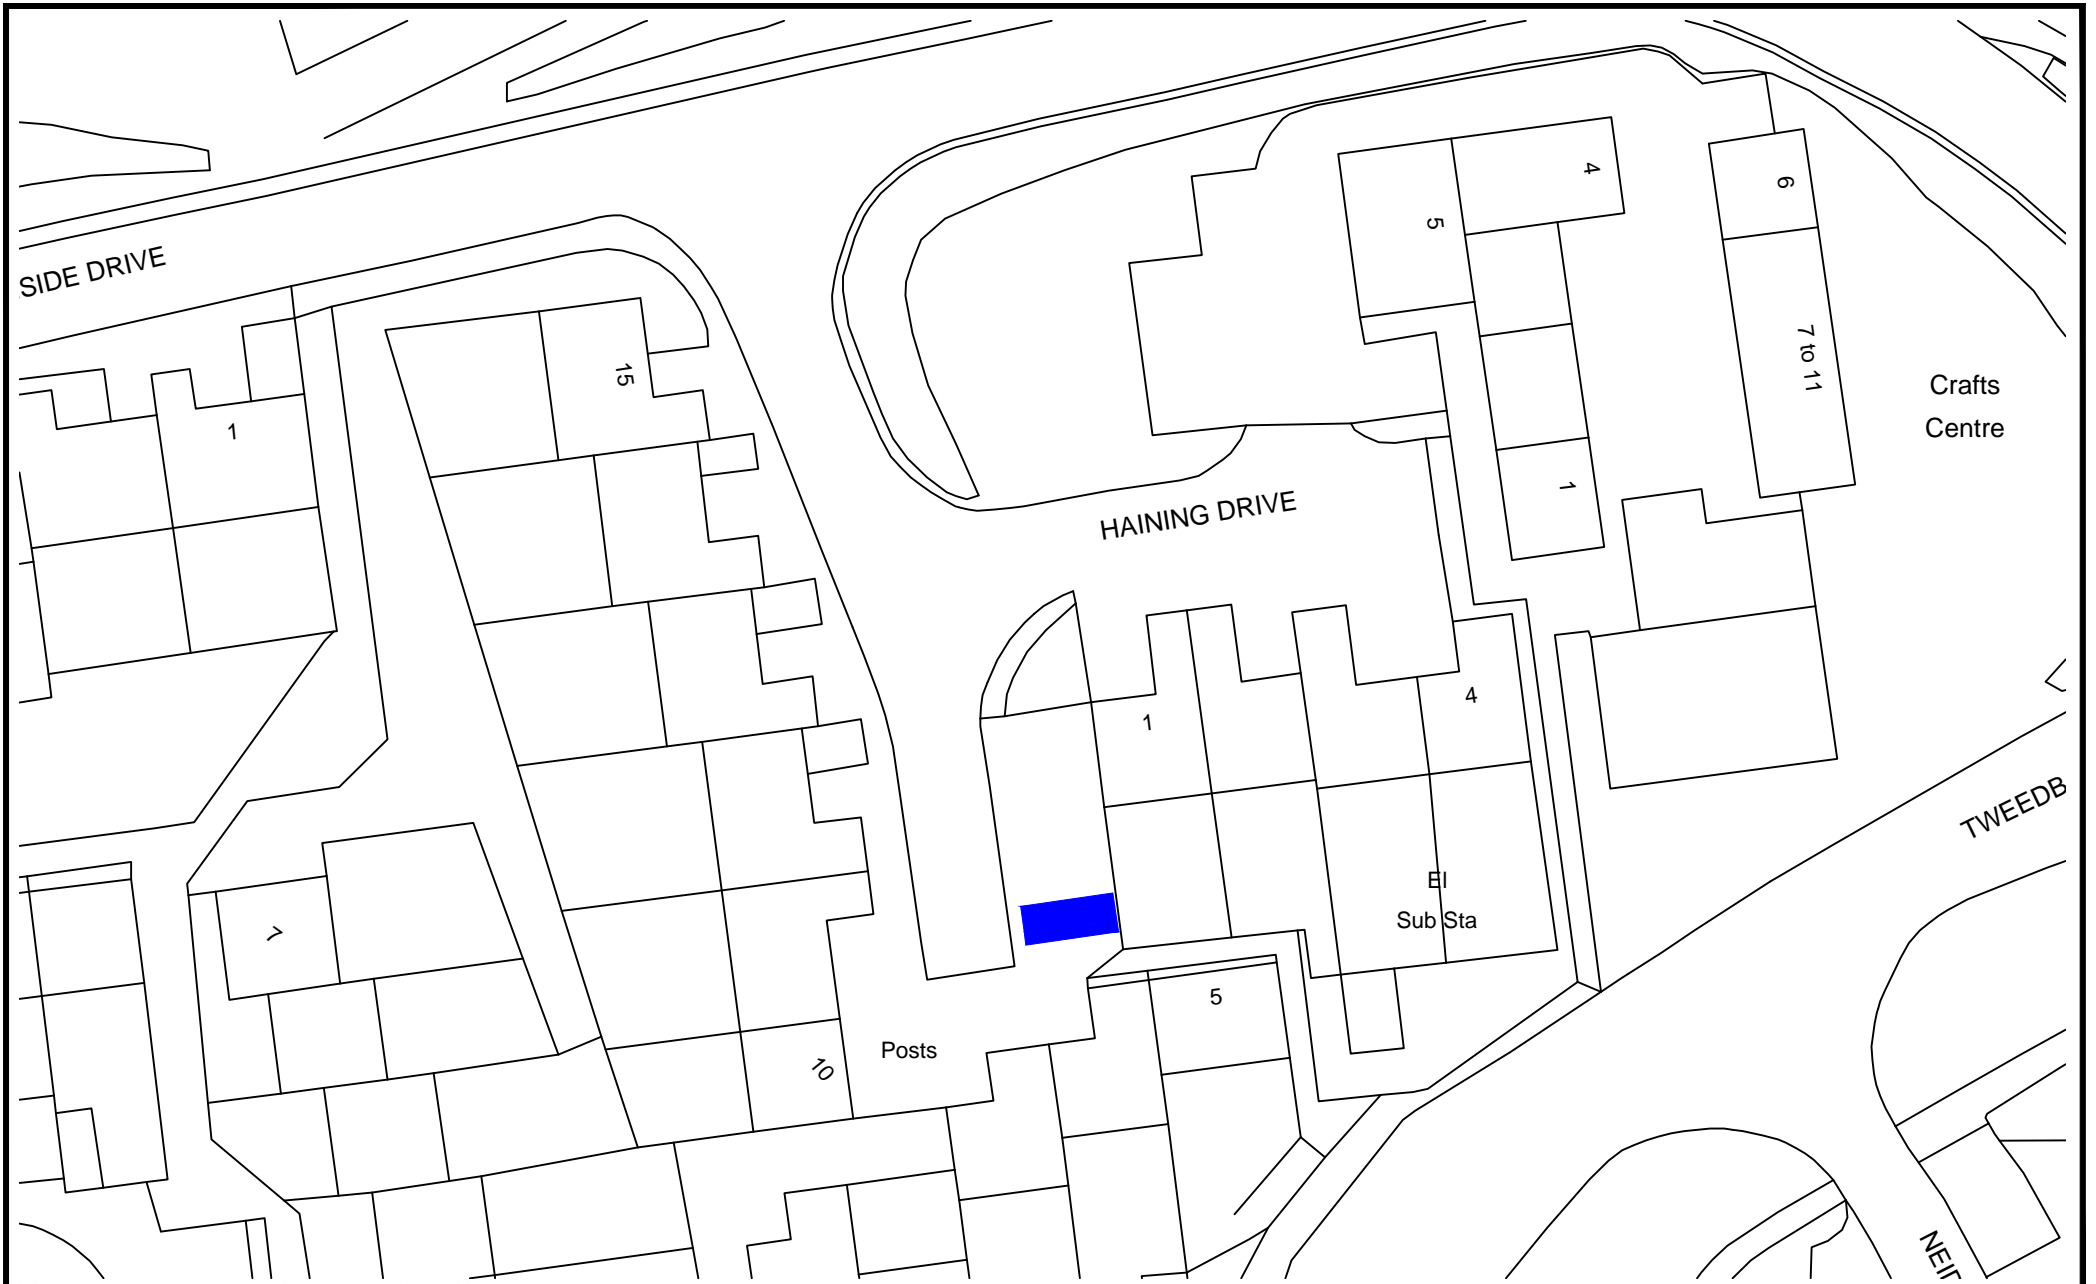 4
6
5
SIDE DRIVE
7 to 11
15
Crafts
Centre
1
1
HAINING DRIVE
4
1
TWEEDB
El
Sub Sta
7
5
Posts
10
NEID